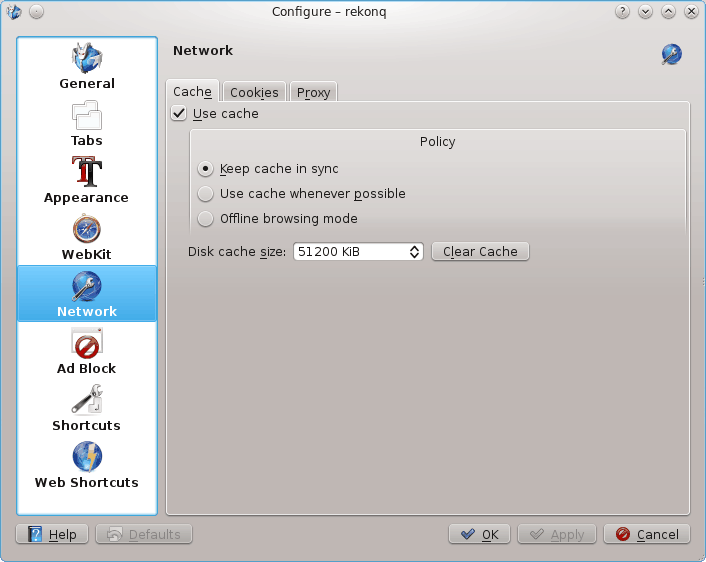 Configure – rekonq
General
Tabs
Appearance
WebKit
Network
Ad Block
Shortcuts
Web Shortcuts
Network
Cache Cookies Proxy
Use cache
Policy
Keep cache in sync
Use cache whenever possible
Offline browsing mode
Disk cache size: 51200 KiB Clear Cache
Help Defaults OK Apply Cancel